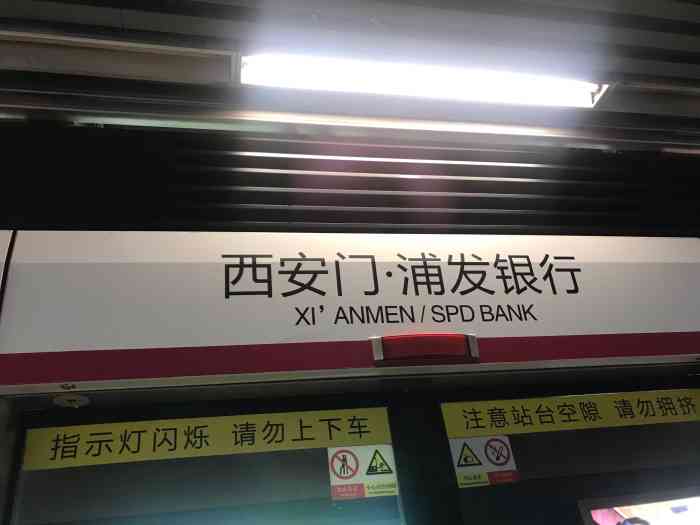 西安门·浦发银行
XI' ANMEN / SPD BANK
指示灯闪烁 请勿上下车
注意站台空隙 请勿拥挤